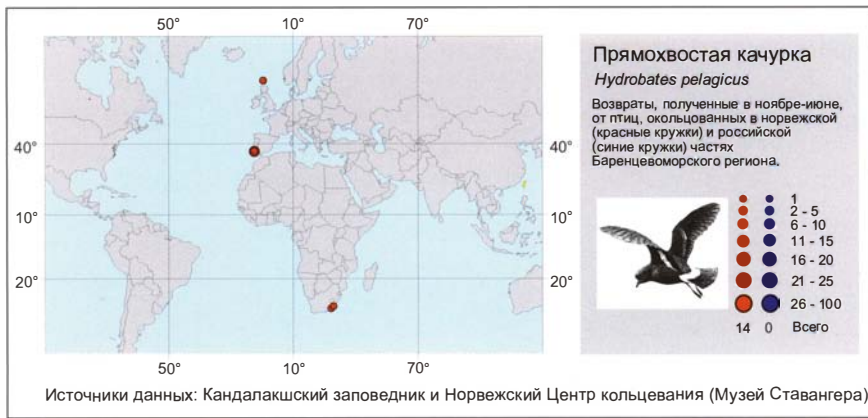 50° 10° 70°
Прямохвостая качурка
Hydrobates pelagicus
Возвраты, полученные в ноябре-июне,
от птиц, окольцованных в норвежской
(красные кружки) и российской
(синие кружки) частях
Баренцевоморского региона.
40° 40°
10° 10°
20° 20°
1
2 - 5
6 - 10
11 - 15
16 - 20
21 - 25
26 - 100
14 0 Всего
50° 10° 70°
Источники данных: Кандалакшский заповедник и Норвежский Центр кольцевания (Музей Ставангера)